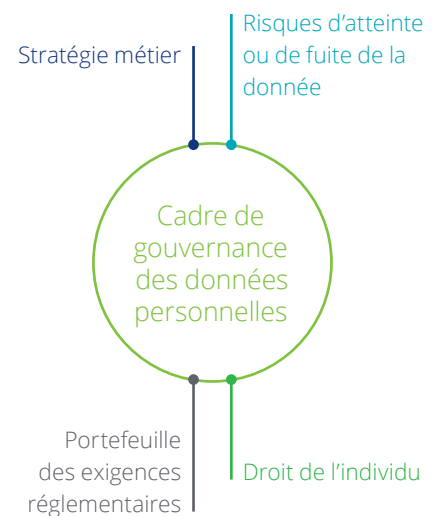 Stratégie métier
Risques d’atteinte
ou de fuite de la
donnée
Cadre de
gouvernance
des données
personnelles
Portefeuille
des exigences
réglementaires
Droit de l’individu